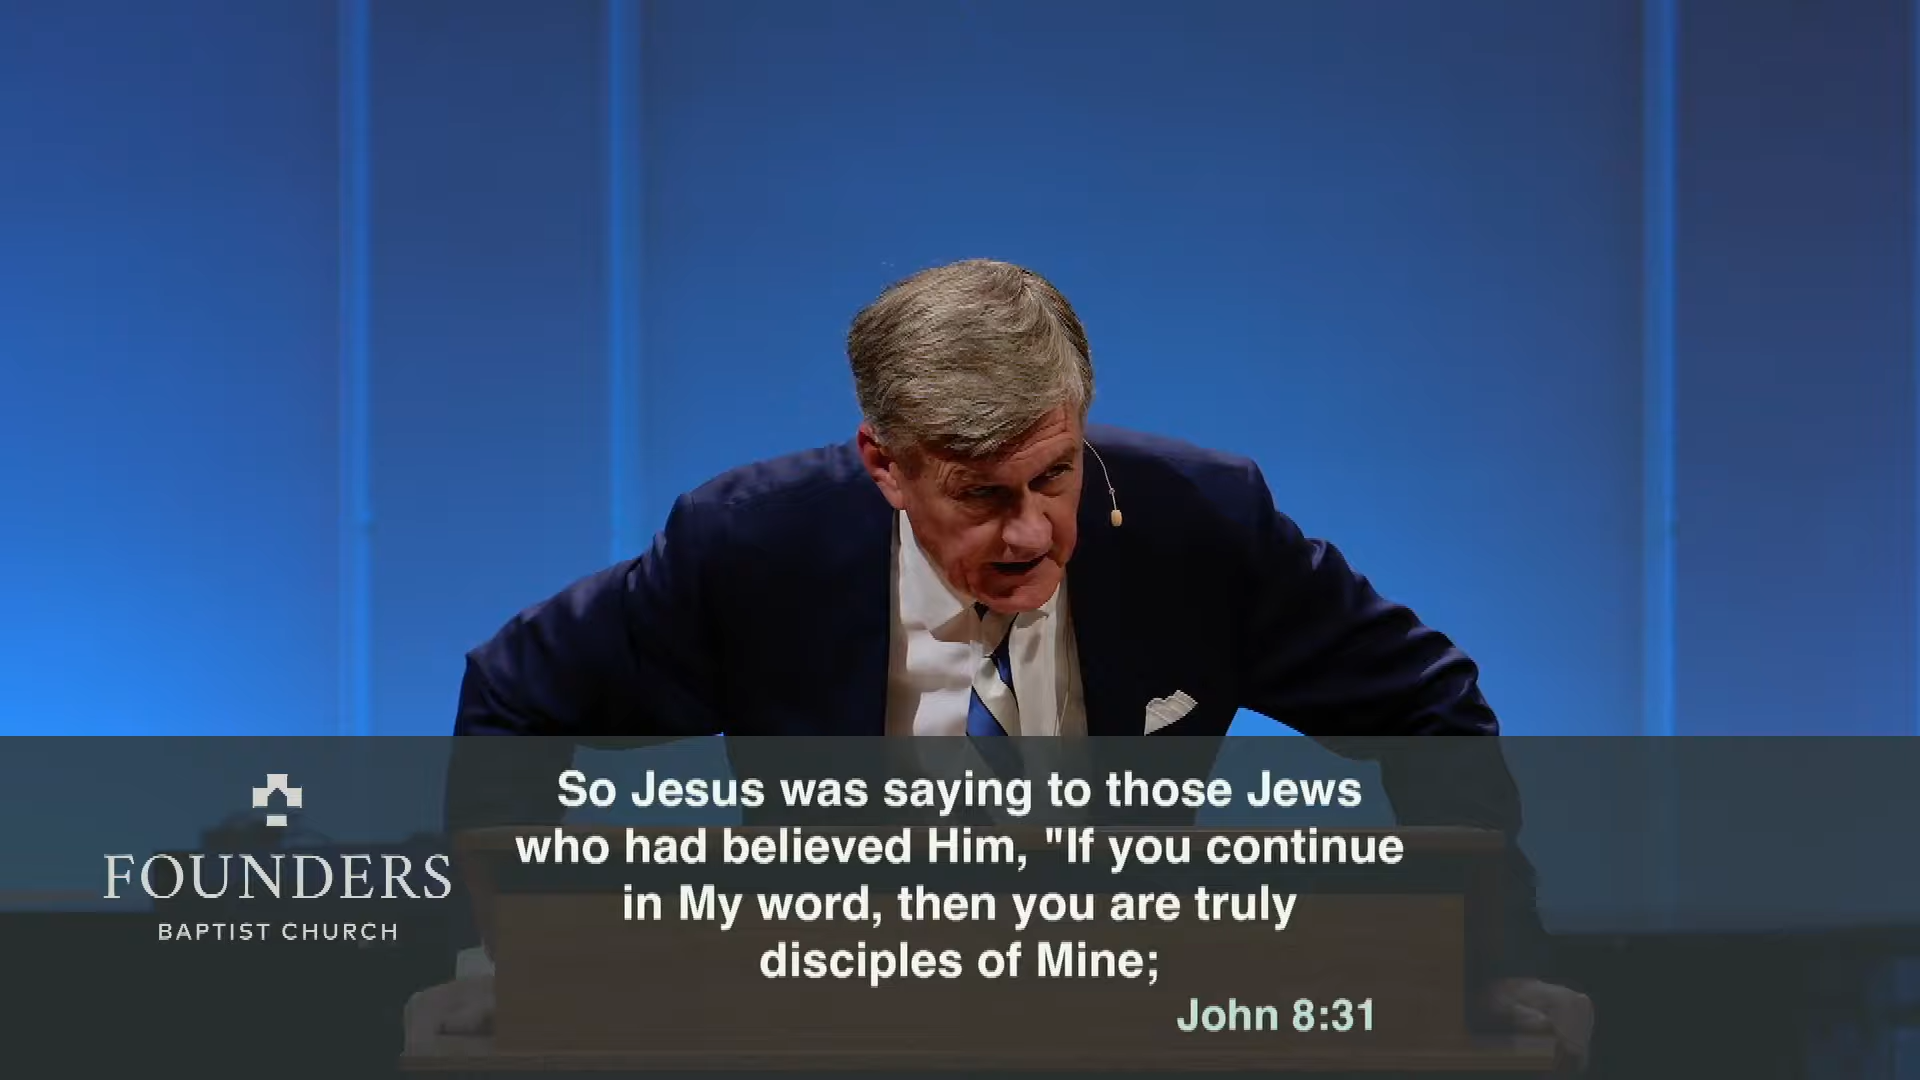 So Jesus was saying to those Jews
who had believed Him, "If you continue
in My word, then you are truly
disciples of Mine;
John 8:31
FOUNDERS
BAPTIST CHURCH